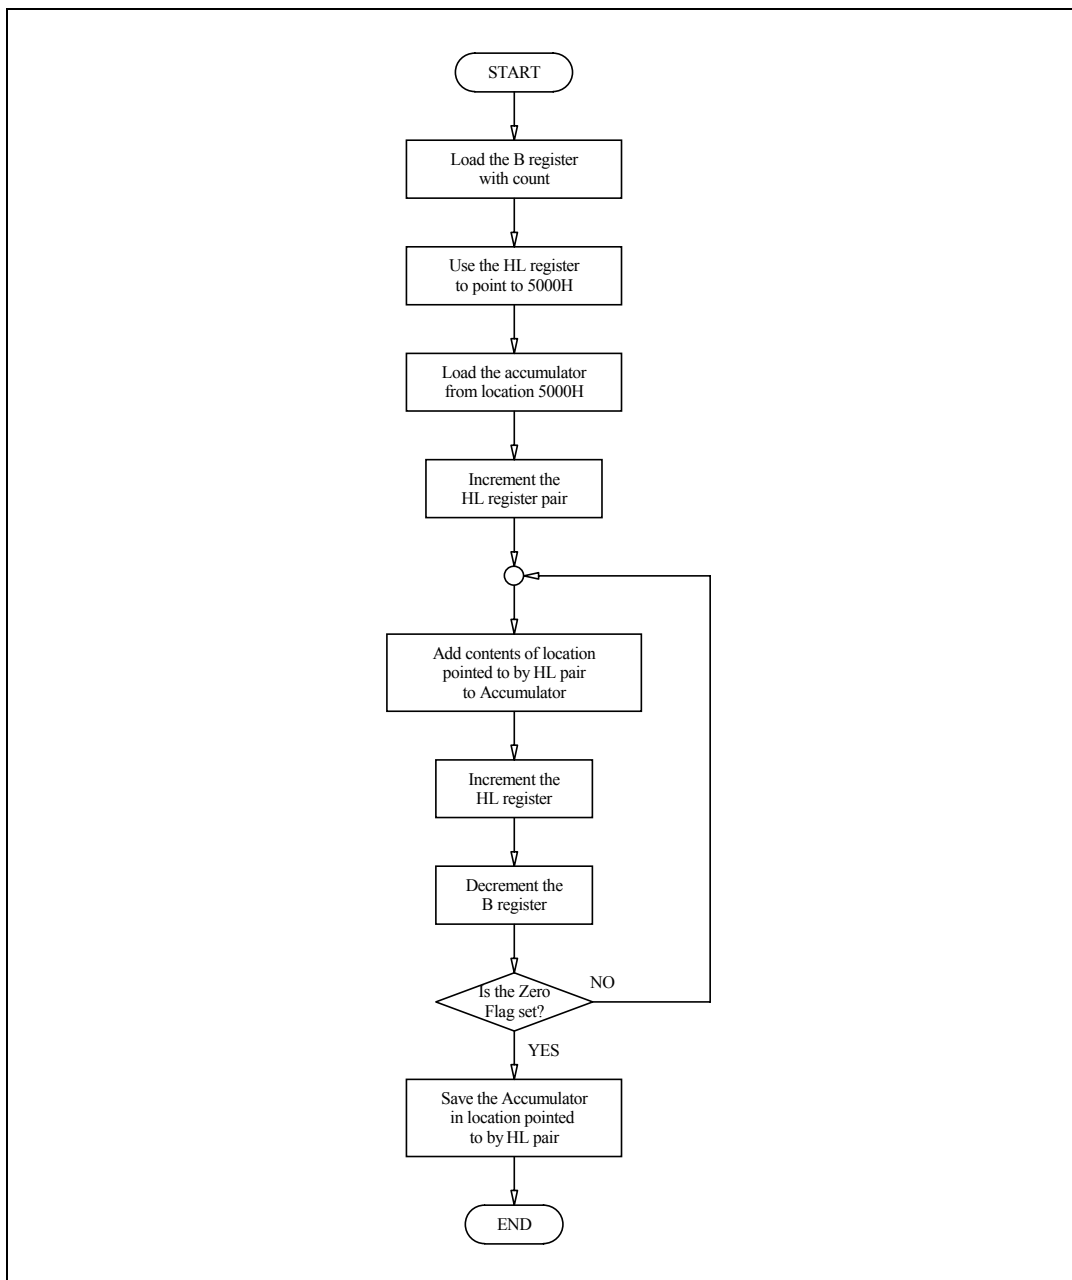 START
Load the B register
with count
Use the HL register
to point to 5000H
Load the accumulator
from location 5000H
Increment the
HL register pair
Add contents of location
pointed to by HL pair
to Accumulator
Increment the
HL register
Decrement the
B register
Is the Zero
Flag set?
NO
YES
Save the Accumulator
in location pointed
to by HL pair
END